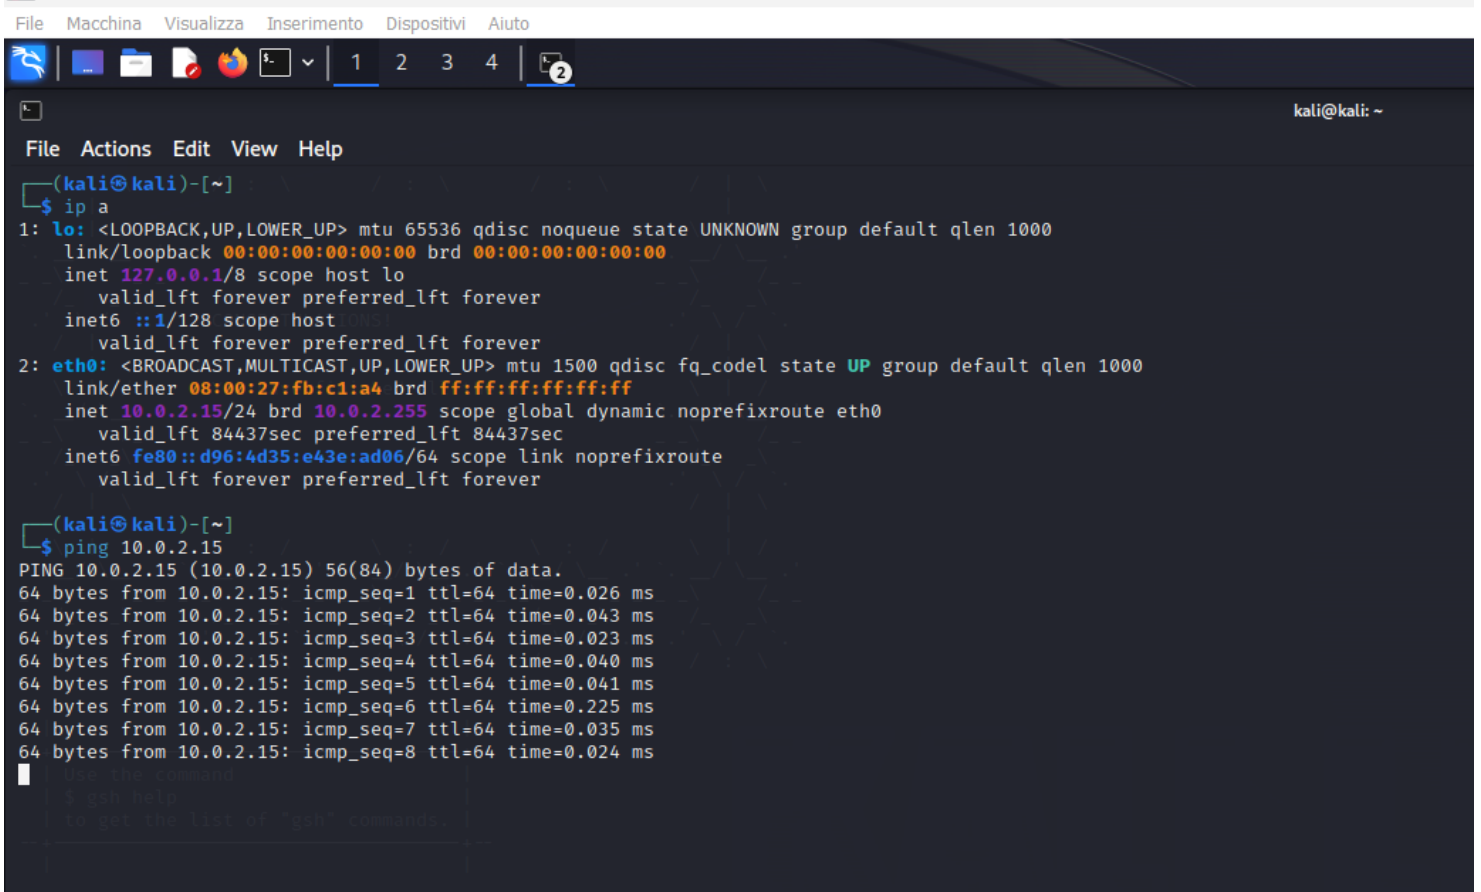 File Macchina Visualizza Inserimento Dispositivi Aiuto
1 2 3 4 2
kali@kali: ~
File Actions Edit View Help
┌──(kali㉿kali)-[~]
└─$ ip a
1: lo: <LOOPBACK,UP,LOWER_UP> mtu 65536 qdisc noqueue state UNKNOWN group default qlen 1000
link/loopback 00:00:00:00:00:00 brd 00:00:00:00:00:00
inet 127.0.0.1/8 scope host lo
valid_lft forever preferred_lft forever
inet6 ::1/128 scope host
valid_lft forever preferred_lft forever
2: eth0: <BROADCAST,MULTICAST,UP,LOWER_UP> mtu 1500 qdisc fq_codel state UP group default qlen 1000
link/ether 08:00:27:fb:c1:a4 brd ff:ff:ff:ff:ff:ff
inet 10.0.2.15/24 brd 10.0.2.255 scope global dynamic noprefixroute eth0
valid_lft 84437sec preferred_lft 84437sec
inet6 fe80::d96:4d35:e43e:ad06/64 scope link noprefixroute
valid_lft forever preferred_lft forever
┌──(kali㉿kali)-[~]
└─$ ping 10.0.2.15
PING 10.0.2.15 (10.0.2.15) 56(84) bytes of data.
64 bytes from 10.0.2.15: icmp_seq=1 ttl=64 time=0.026 ms
64 bytes from 10.0.2.15: icmp_seq=2 ttl=64 time=0.043 ms
64 bytes from 10.0.2.15: icmp_seq=3 ttl=64 time=0.023 ms
64 bytes from 10.0.2.15: icmp_seq=4 ttl=64 time=0.040 ms
64 bytes from 10.0.2.15: icmp_seq=5 ttl=64 time=0.041 ms
64 bytes from 10.0.2.15: icmp_seq=6 ttl=64 time=0.225 ms
64 bytes from 10.0.2.15: icmp_seq=7 ttl=64 time=0.035 ms
64 bytes from 10.0.2.15: icmp_seq=8 ttl=64 time=0.024 ms
Use the command
$ gsh help
to get the list of "gsh" commands.